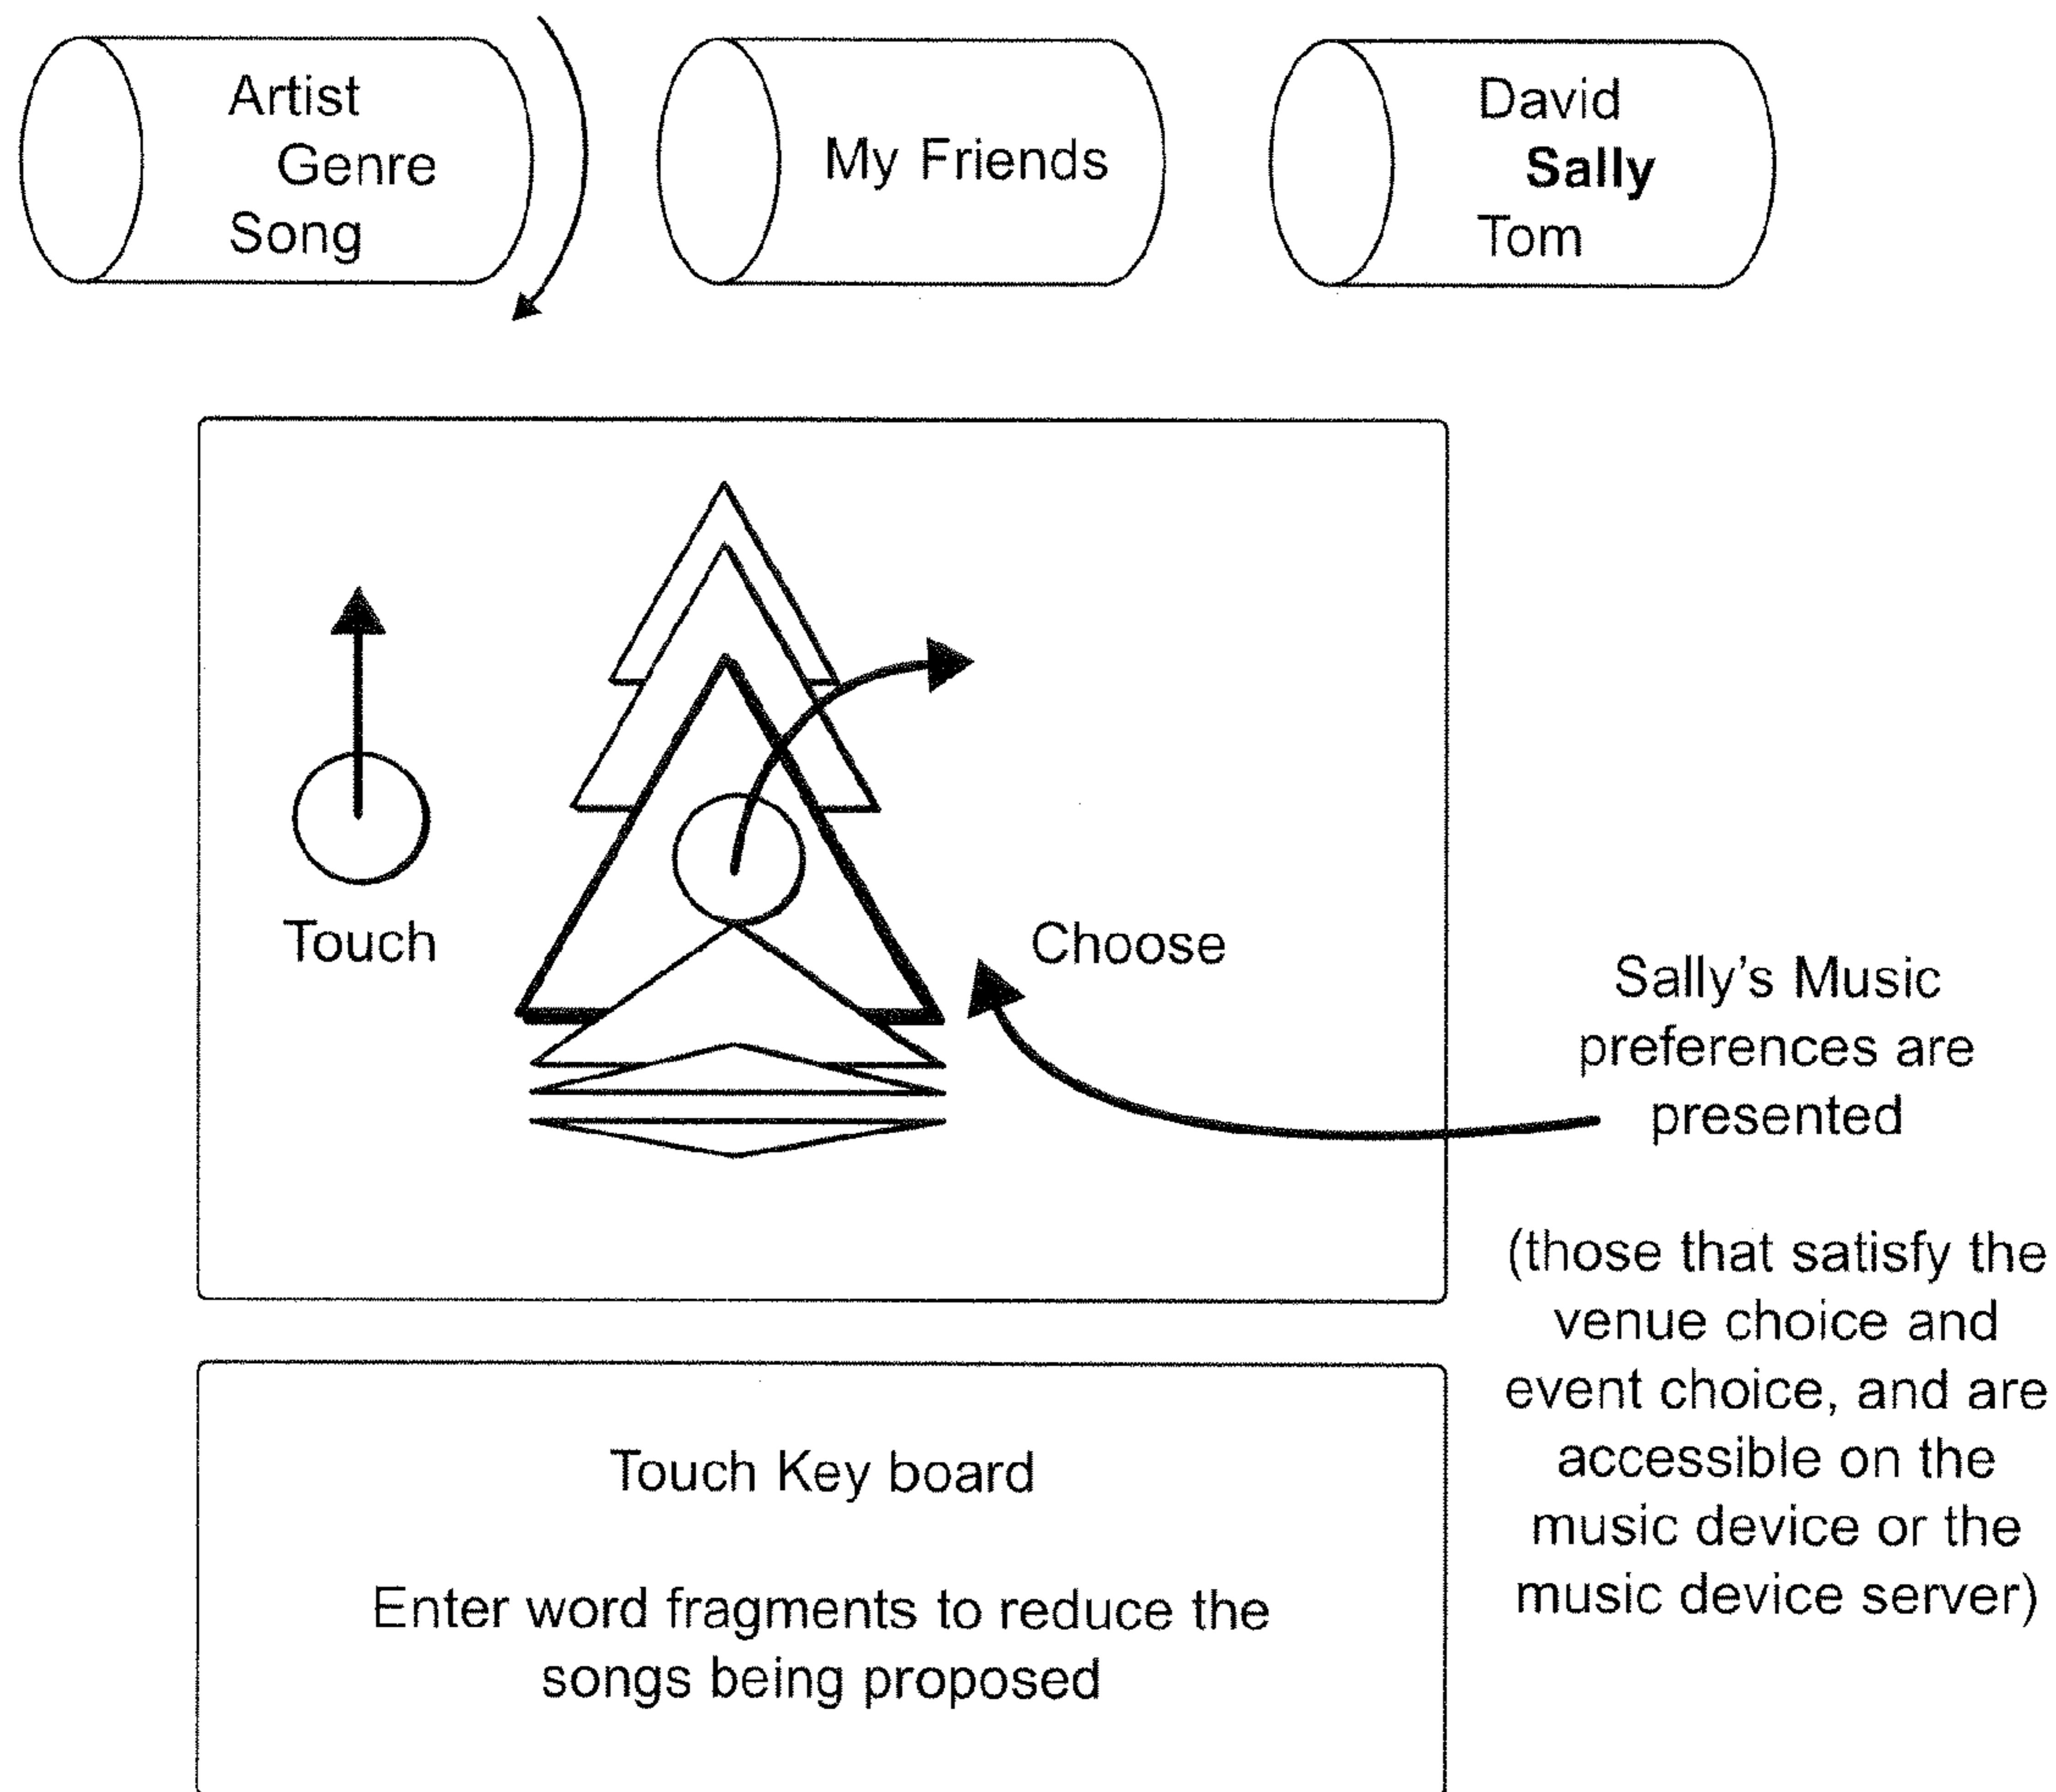 Artist
Genre
Song
My Friends
David
Sally
Tom
Touch
Choose
Sally's Music
preferences are
presented
(those that satisfy the
venue choice and
event choice, and are
accessible on the
music device or the
music device server)
Touch Key board
Enter word fragments to reduce the
songs being proposed